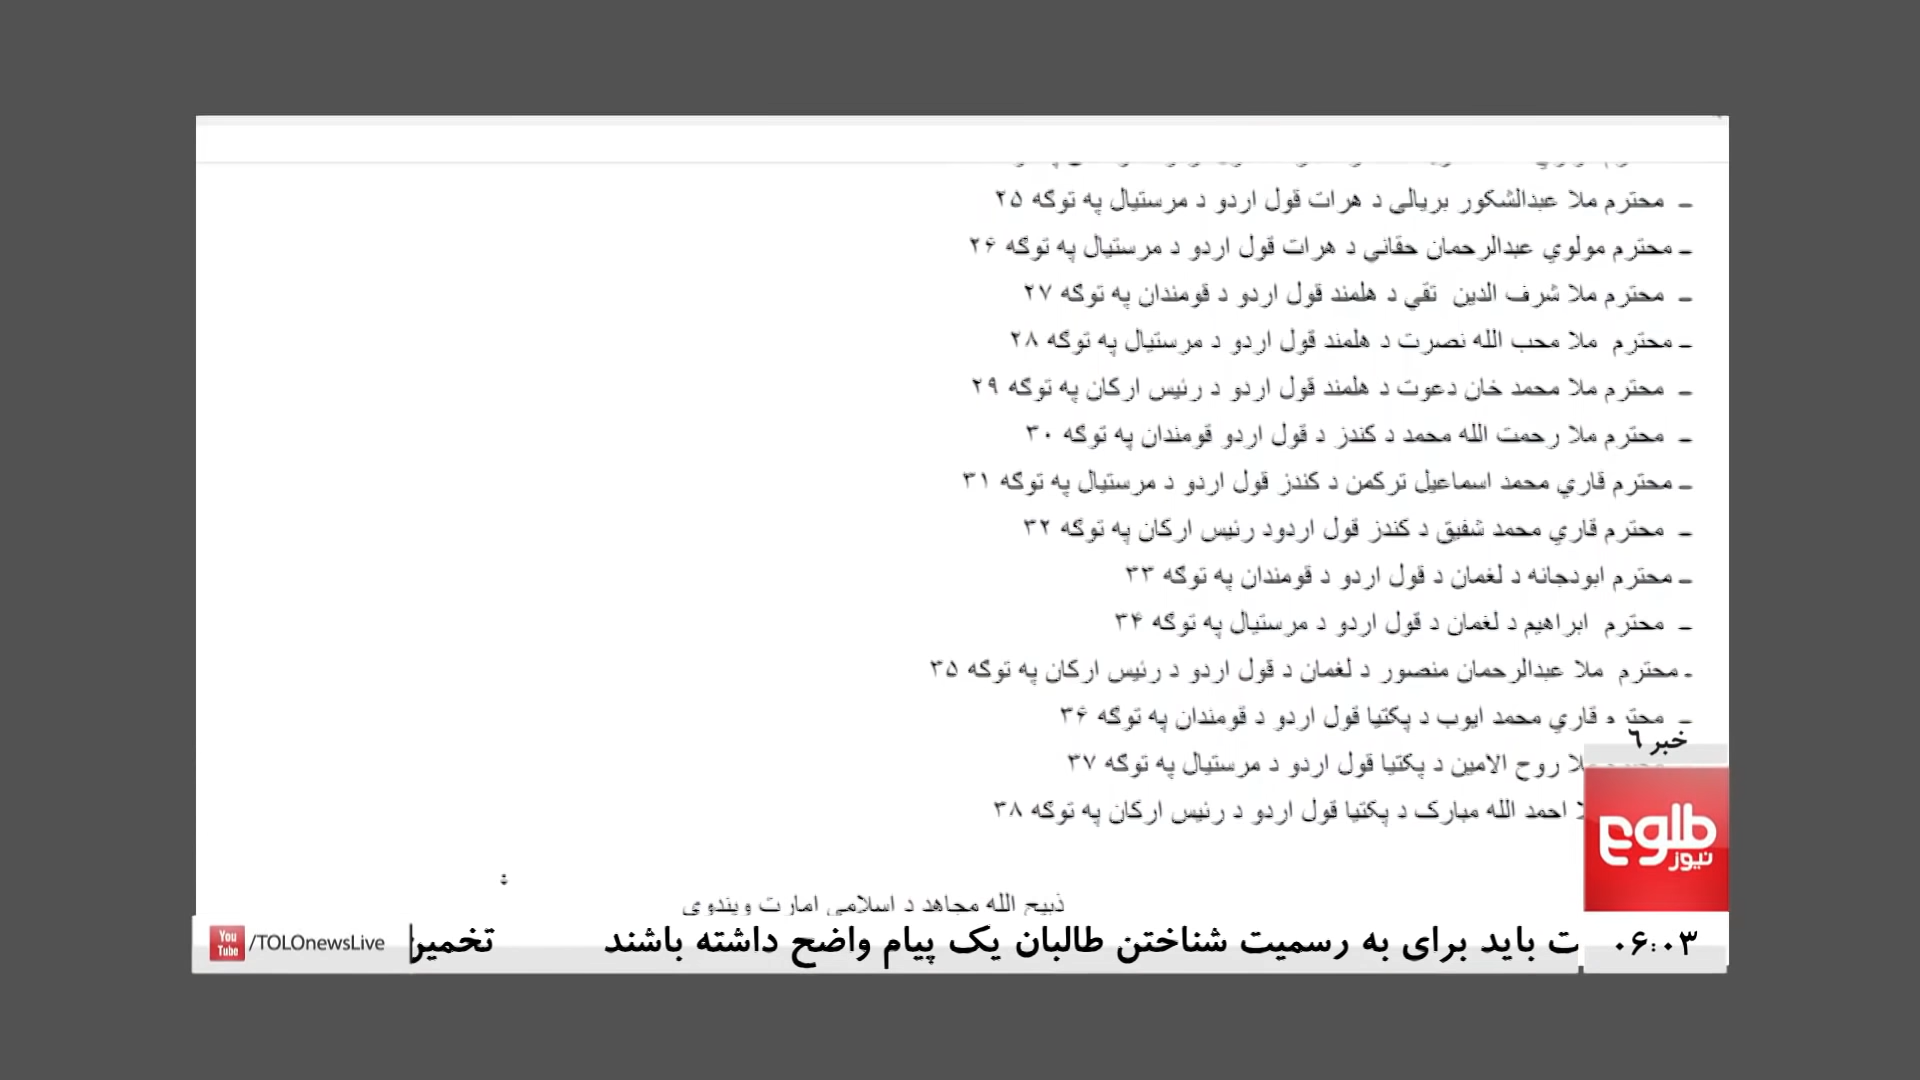 ـ محترم ملا عبدالشکور بریالی د هرات قول اردو د مرستیال په توګه ۲۵
ـ محترم مولوي عبدالرحمان حقاني د هرات قول اردو د مرستیال په توګه ۲۶
ـ محترم ملا شرف الدین تقي د هلمند قول اردو د قومندان په توګه ۲۷
ـ محترم ملا محب الله نصرت د هلمند قول اردو د مرستیال په توګه ۲۸
ـ محترم ملا محمد خان دعوت د هلمند قول اردو د رئیس ارکان په توګه ۲۹
ـ محترم ملا رحمت الله محمد د کندز د قول اردو قومندان په توګه ۳۰
ـ محترم قاري محمد اسماعیل ترکمن د کندز قول اردو د مرستیال په توګه ۳۱
ـ محترم قاري محمد شفیق د کندز قول اردود رئیس ارکان په توګه ۳۲
ـ محترم ابودجانه د لغمان د قول اردو د قومندان په توګه ۳۳
ـ محترم ابراهیم د لغمان د قول اردو د مرستیال په توګه ۳۴
ـ محترم ملا عبدالرحمان منصور د لغمان د قول اردو د رئیس ارکان په توګه ۳۵
ـ محترم قاري محمد ایوب د پکتیا قول اردو د قومندان په توګه ۳۶
ملا روح الامین د پکتیا قول اردو د مرستیال په توګه ۳۷
احمد الله مبارک د پکتیا قول اردو د رئیس ارکان په توګه ۳۸
ذبیح الله مجاهد د اسلامي امارت ویندوی
خبر ٦
طلوع
نیوز
۰۶:۰۳
ت باید برای به رسمیت شناختن طالبان یک پیام واضح داشته باشند
تخمیر
You Tube /TOLOnewsLive